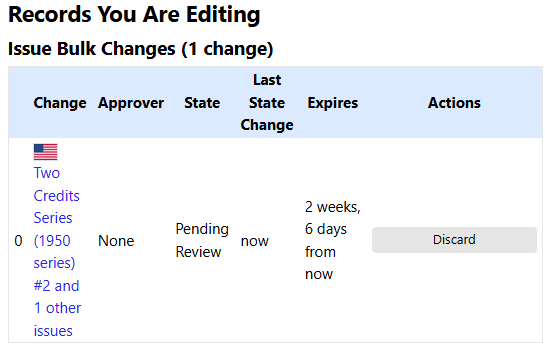 Records You Are Editing
Issue Bulk Changes (1 change)
Change Approver State Last State Change Expires Actions
0 Two Credits Series (1950 series) #2 and 1 other issues None Pending Review now 2 weeks, 6 days from now Discard